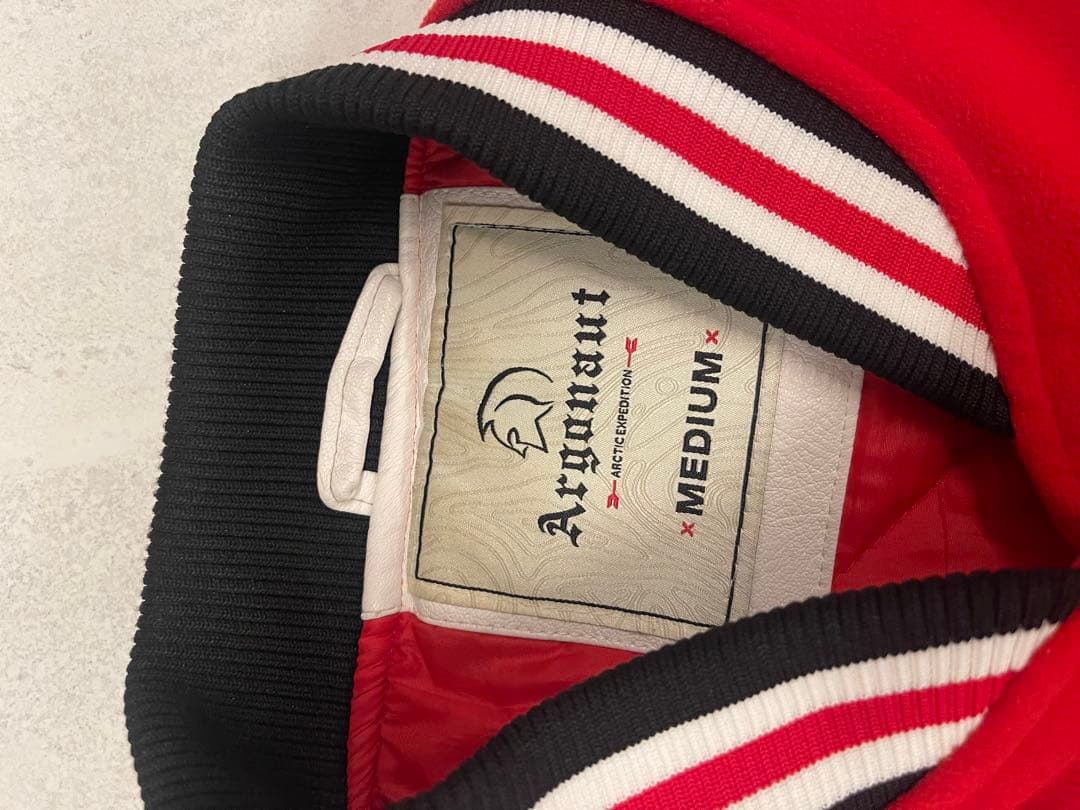 Argonaut
ARCTIC EXPEDITION
× MEDIUM ×